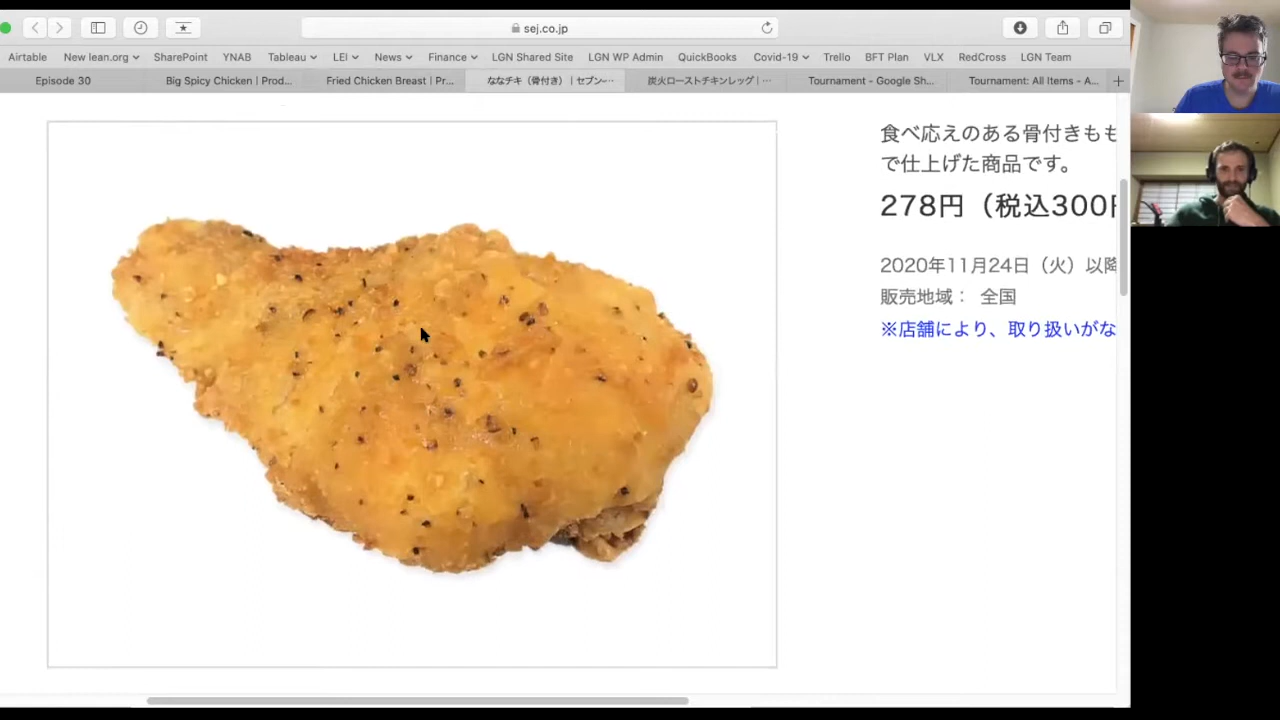 sej.co.jp
Airtable New lean.org SharePoint YNAB Tableau LEI News Finance LGN Shared Site LGN WP Admin QuickBooks Covid-19 Trello BFT Plan VLX RedCross LGN Team
Episode 30 Big Spicy Chicken | Prod... Fried Chicken Breast | Pr... ななチキ（骨付き）｜セブン-... 炭火ローストチキンレッグ｜... Tournament - Google Sh... Tournament: All Items - A...
食べ応えのある骨付きもも
で仕上げた商品です。
278円（税込300円
2020年11月24日（火）以降
販売地域： 全国
※店舗により、取り扱いがな